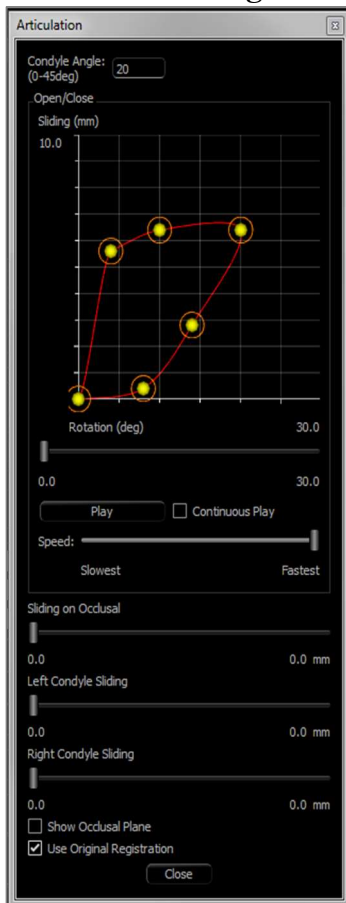 Articulation
Condyle Angle:
(0-45deg)
20
Open/Close
Sliding (mm)
10.0
Rotation (deg)
30.0
0.0
30.0
Play
Continuous Play
Speed:
Slowest
Fastest
Sliding on Occlusal
0.0
0.0 mm
Left Condyle Sliding
0.0
0.0 mm
Right Condyle Sliding
0.0
0.0 mm
Show Occlusal Plane
Use Original Registration
Close